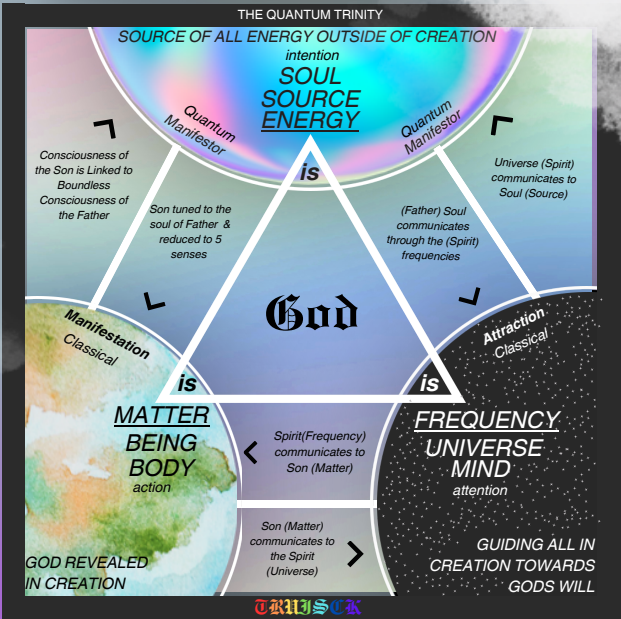 THE QUANTUM TRINITY
SOURCE OF ALL ENERGY OUTSIDE OF CREATION
intention
SOUL
SOURCE
ENERGY
Quantum
Manifestor
Quantum
Manifestor
is
Consciousness of
the Son is Linked to
Boundless
Consciousness of
the Father
Son tuned to the
soul of Father &
reduced to 5
senses
(Father) Soul
communicates
through the (Spirit)
frequencies
Universe (Spirit)
communicates to
Soul (Source)
God
Manifestation
Classical
Attraction
Classical
is
is
MATTER
BEING
BODY
action
Spirit(Frequency)
communicates to
Son (Matter)
FREQUENCY
UNIVERSE
MIND
attention
Son (Matter)
communicates to
the Spirit
(Universe)
GOD REVEALED
IN CREATION
GUIDING ALL IN
CREATION TOWARDS
GODS WILL
TRUISCK